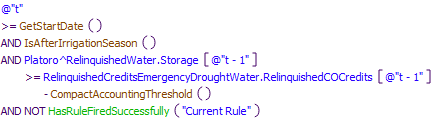 @"t"
>= GetStartDate ()
AND IsAfterIrrigationSeason ()
AND Platoro^RelinquishedWater.Storage [ @"t - 1" ]
>= RelinquishedCreditsEmergencyDroughtWater.RelinquishedCOCredits [ @"t - 1" ]
- CompactAccountingThreshold ()
AND NOT HasRuleFiredSuccessfully ( "Current Rule" )